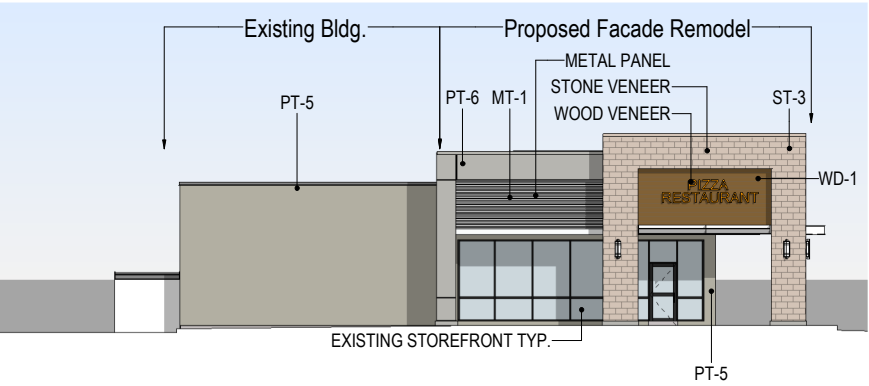 Existing Bldg.
Proposed Facade Remodel
METAL PANEL
STONE VENEER
WOOD VENEER
PT-5
PT-6
MT-1
ST-3
WD-1
PIZZA
RESTAURANT
EXISTING STOREFRONT TYP.
PT-5